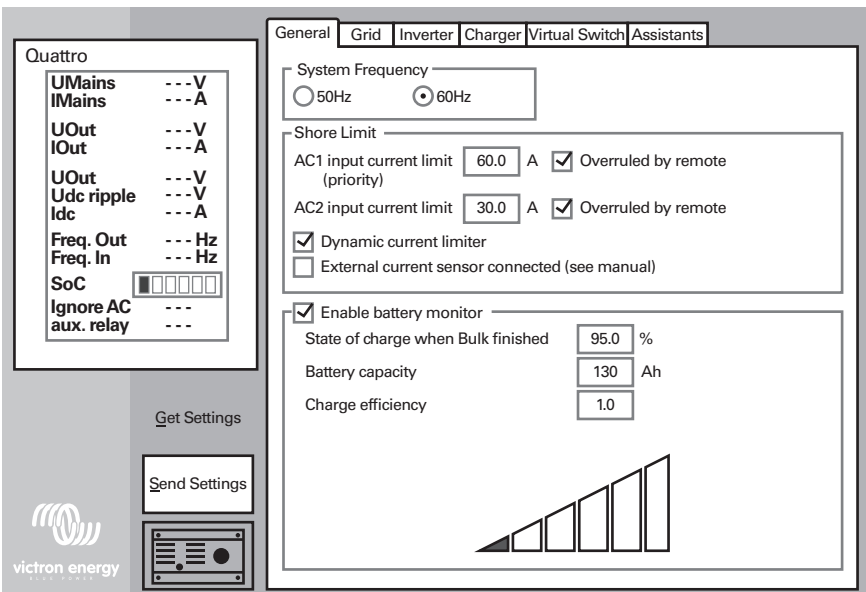 Quattro
UMains ---V
IMains ---A
UOut ---V
IOut ---A
UOut ---V
Udc ripple ---V
Idc ---A
Freq. Out ---Hz
Freq. In ---Hz
SoC
Ignore AC ---
aux. relay ---
Get Settings
Send Settings
victron energy
BLUE POWER
General Grid Inverter Charger Virtual Switch Assistants
System Frequency
50Hz 60Hz
Shore Limit
AC1 input current limit 60.0 A Overruled by remote
(priority)
AC2 input current limit 30.0 A Overruled by remote
Dynamic current limiter
External current sensor connected (see manual)
Enable battery monitor
State of charge when Bulk finished 95.0 %
Battery capacity 130 Ah
Charge efficiency 1.0